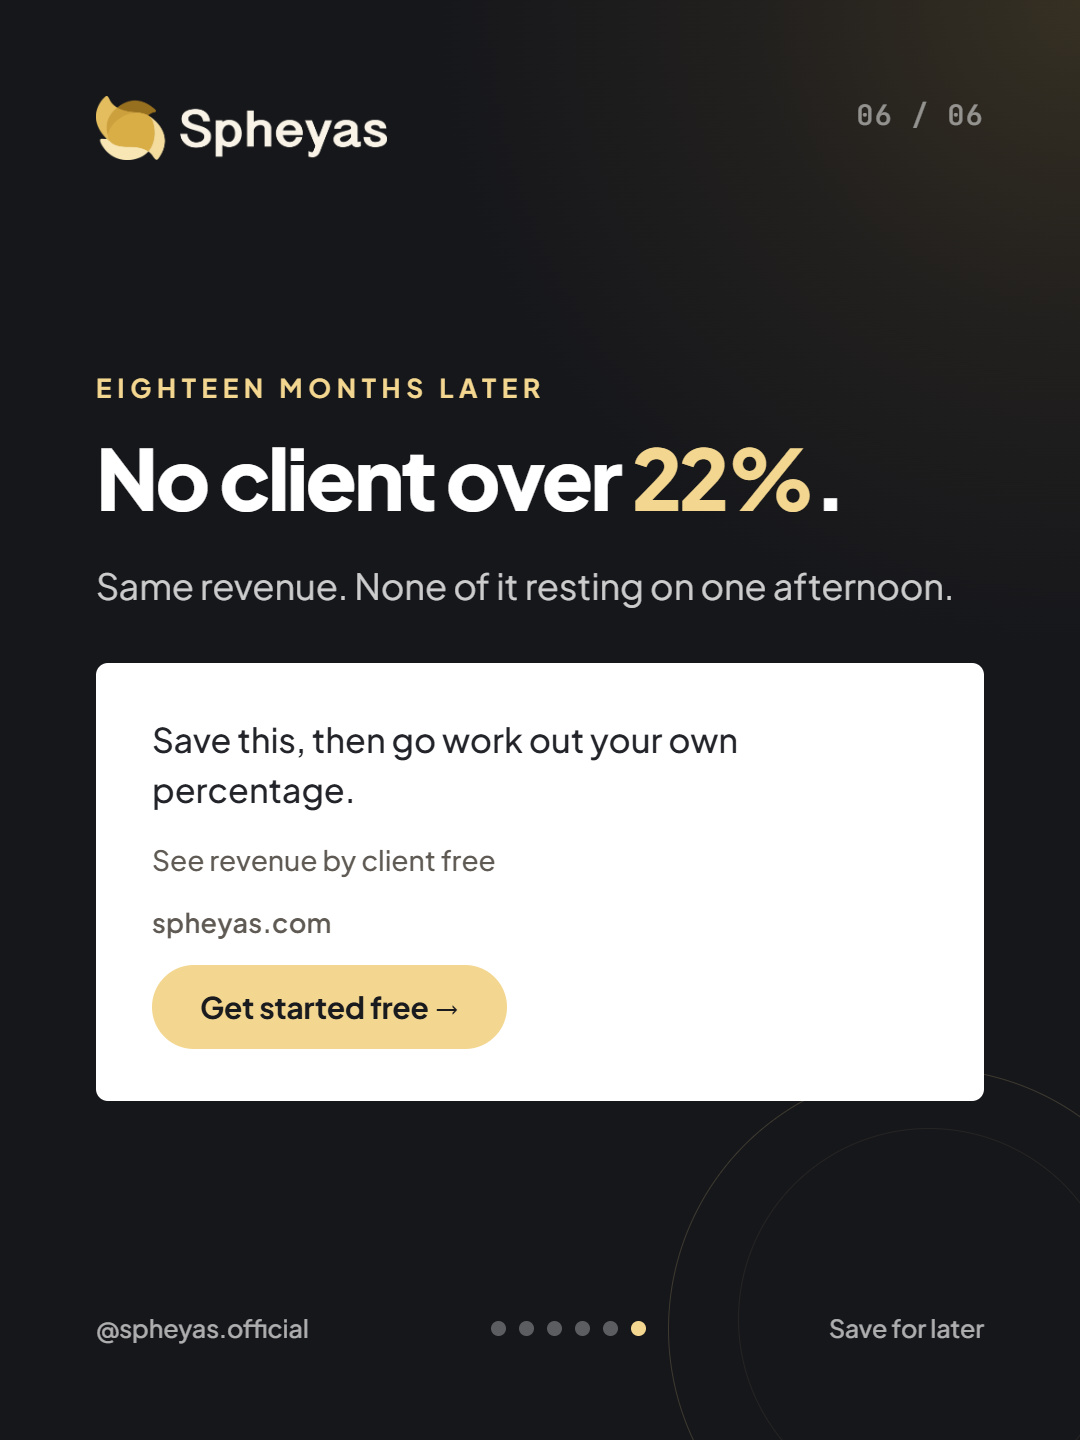 Spheyas
06 / 06
EIGHTEEN MONTHS LATER
No client over 22%.
Same revenue. None of it resting on one afternoon.
Save this, then go work out your own
percentage.
See revenue by client free
spheyas.com
Get started free →
@spheyas.official
Save for later